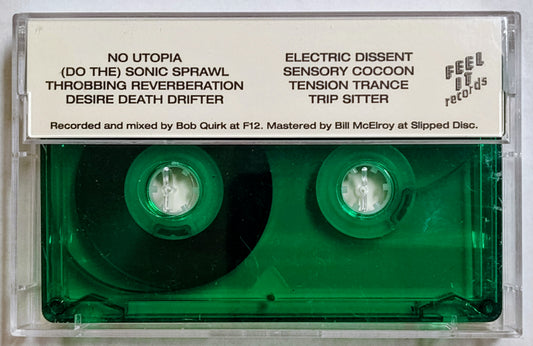 NO UTOPIA
(DO THE) SONIC SPRAWL
THROBBING REVERBERATION
DESIRE DEATH DRIFTER
ELECTRIC DISSENT
SENSORY COCOON
TENSION TRANCE
TRIP SITTER
FEEL
IT
records
Recorded and mixed by Bob Quirk at F12. Mastered by Bill McElroy at Slipped Disc.